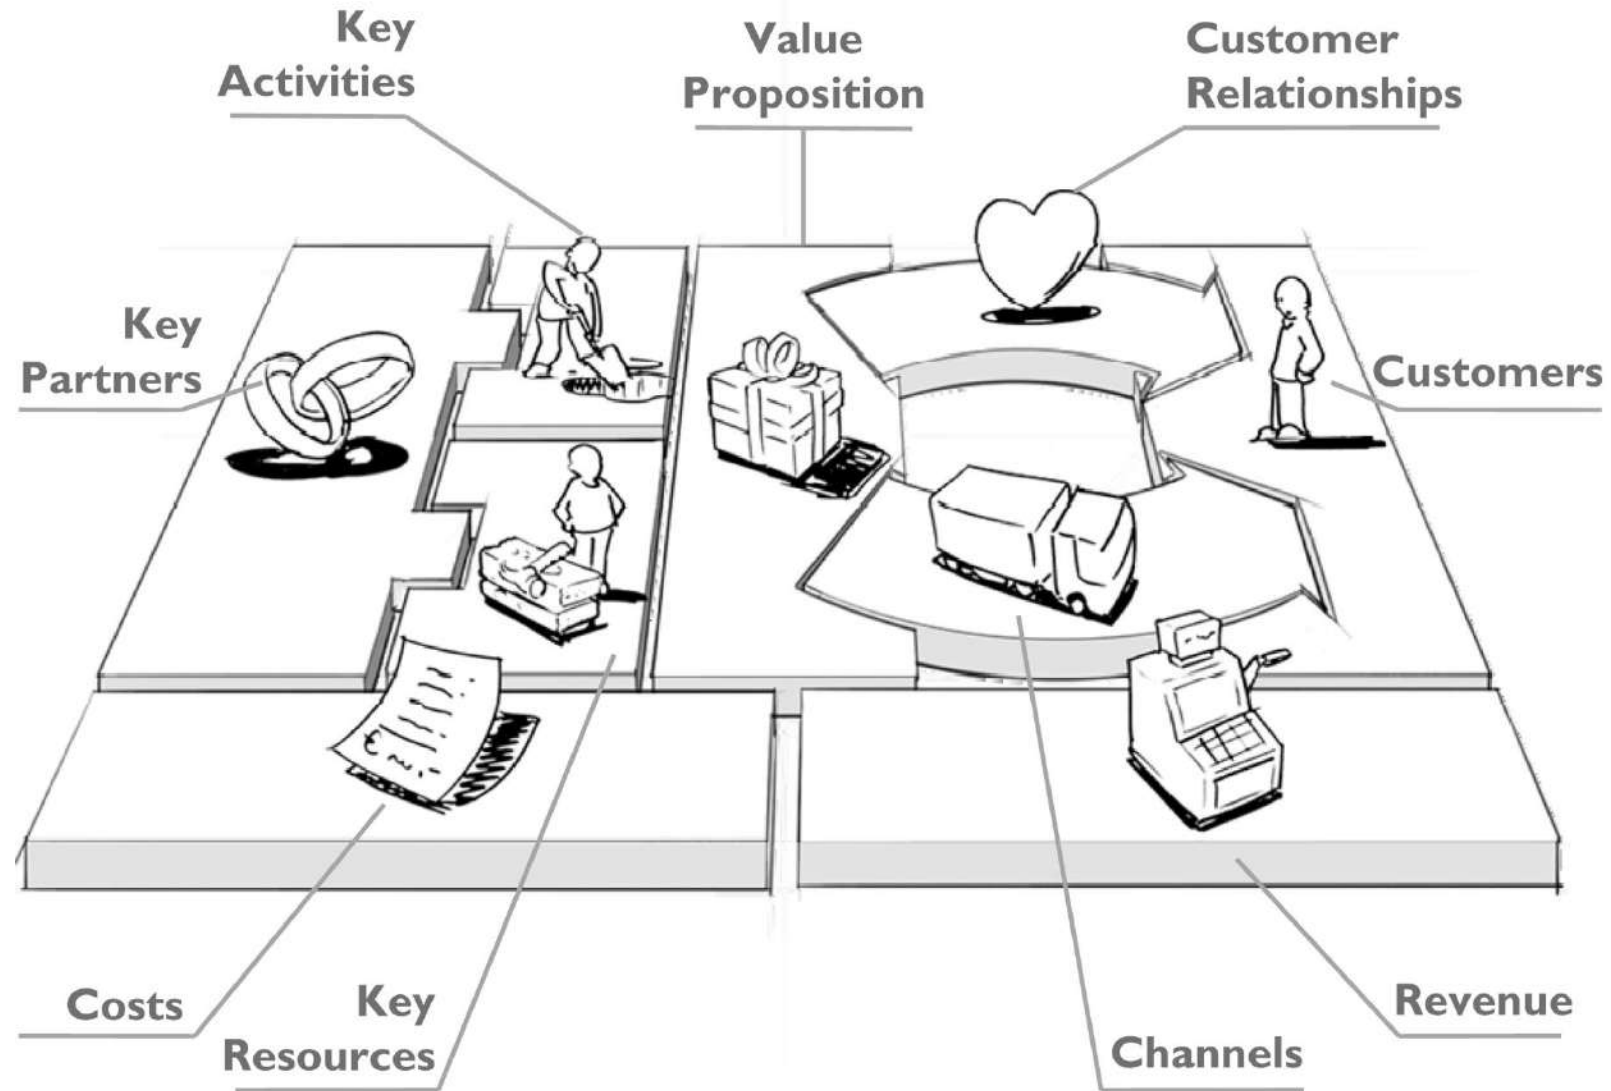 Key
Activities
Value
Proposition
Customer
Relationships
Key
Partners
Customers
€
Costs
Key
Resources
Channels
Revenue